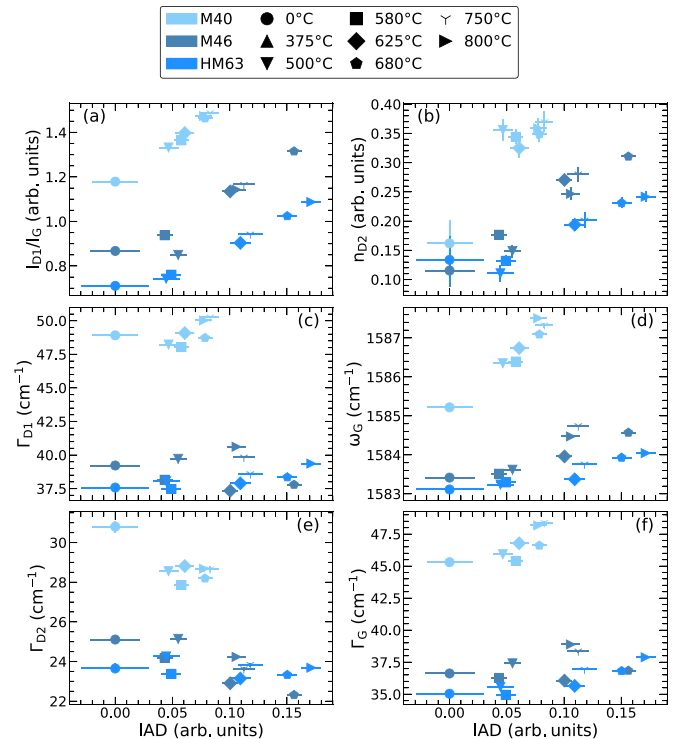 M40 0°C 580°C 750°C
M46 375°C 625°C 800°C
HM63 500°C 680°C
(a)
1.4
1.2
1.0
0.8
I_D1/I_G (arb. units)
(b)
0.40
0.35
0.30
0.25
0.20
0.15
0.10
n_D2 (arb. units)
(c)
50.0
47.5
45.0
42.5
40.0
37.5
Γ_D1 (cm⁻¹)
(d)
1587
1586
1585
1584
1583
ω_G (cm⁻¹)
(e)
30
28
26
24
22
Γ_D2 (cm⁻¹)
0.00 0.05 0.10 0.15
IAD (arb. units)
(f)
47.5
45.0
42.5
40.0
37.5
35.0
Γ_G (cm⁻¹)
0.00 0.05 0.10 0.15
IAD (arb. units)